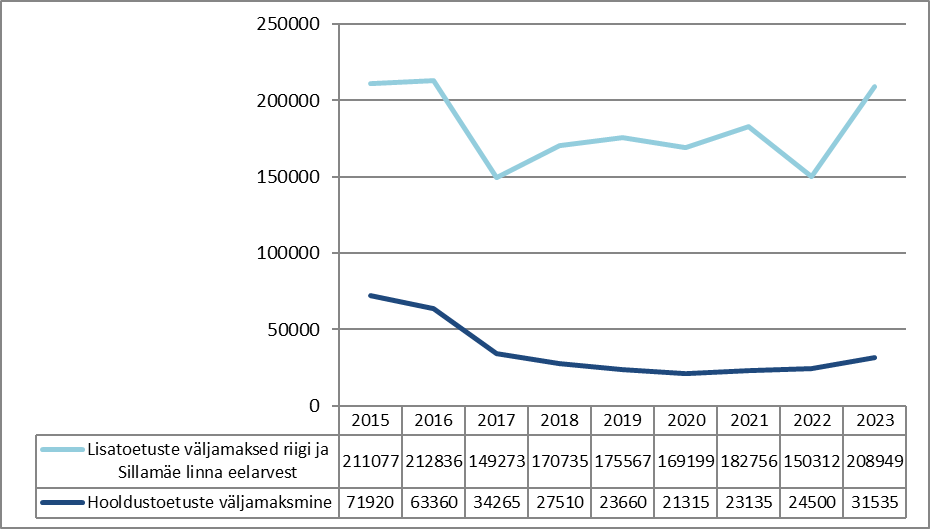 250000
200000
150000
100000
50000
0
2015 2016 2017 2018 2019 2020 2021 2022 2023
Lisatoetuste väljamaksed riigi ja
Sillamäe linna eelarvest
211077 212836 149273 170735 175567 169199 182756 150312 208949
Hooldustoetuste väljamaksmine 71920 63360 34265 27510 23660 21315 23135 24500 31535